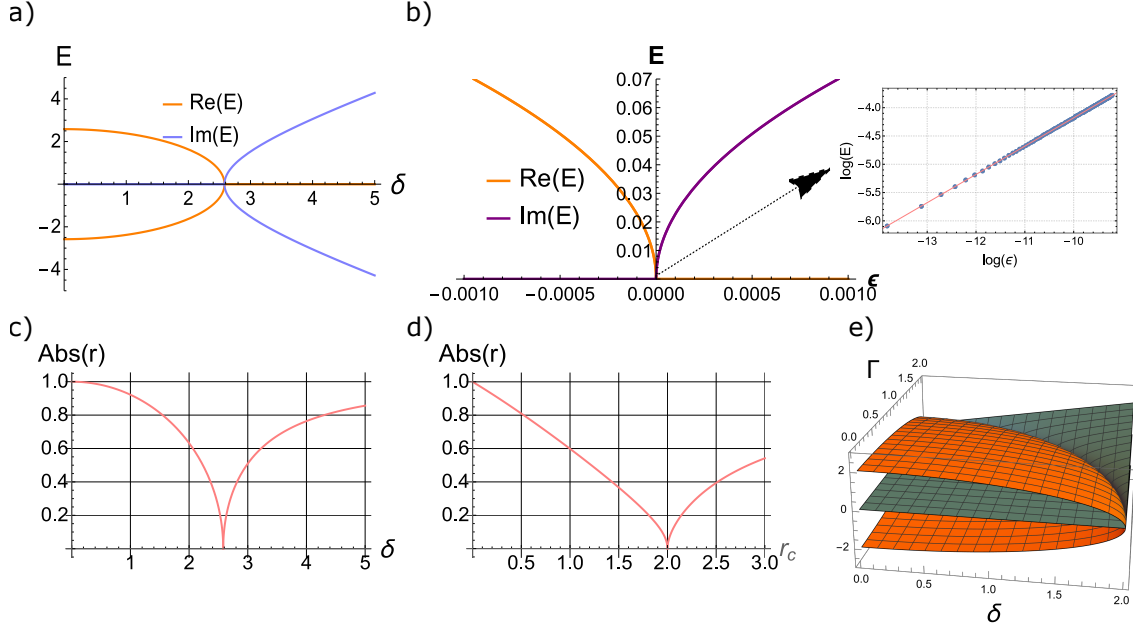 a)
E
4
2
0
−2
−4
1 2 3 4 5
δ
Re(E)
Im(E)
b)
E
0.07
0.06
0.05
0.04
0.03
0.02
0.01
Re(E)
Im(E)
−0.0010 −0.0005 0.0000 0.0005 0.0010
ϵ
log(E)
−4.0
−4.5
−5.0
−5.5
−6.0
−13 −12 −11 −10
log(ϵ)
c)
Abs(r)
1.0
0.8
0.6
0.4
0.2
0 1 2 3 4 5
δ
d)
Abs(r)
1.0
0.8
0.6
0.4
0.2
0.5 1.0 1.5 2.0 2.5 3.0
r_c
e)
Γ
2.0
1.5
1.0
0.5
0.0
2
0
−2
0.0 0.5 1.0 1.5 2.0
δ